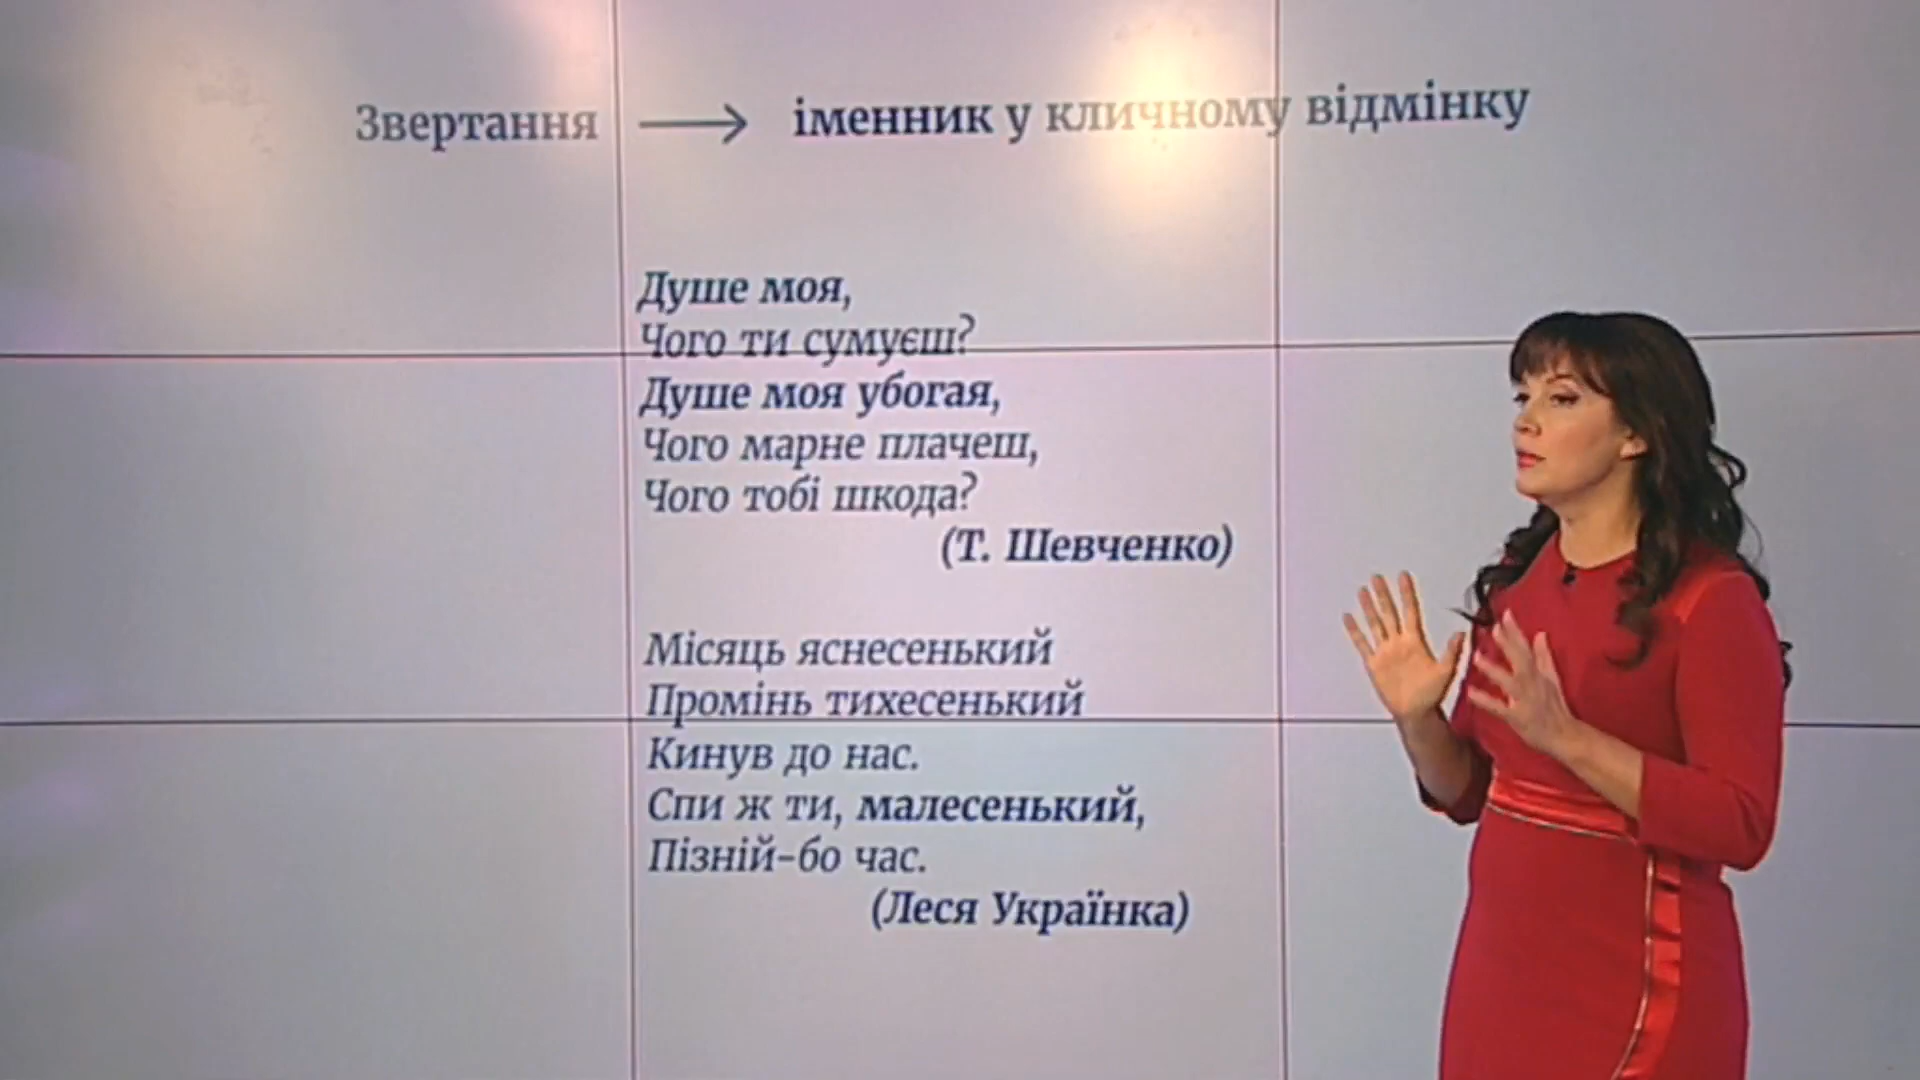 Звертання → іменник у кличному відмінку
Душе моя,
Чого ти сумуєш?
Душе моя убогая,
Чого марне плачеш,
Чого тобі шкода?
(Т. Шевченко)
Місяць яснесенький
Промінь тихесенький
Кинув до нас.
Спи ж ти, малесенький,
Пізній-бо час.
(Леся Українка)